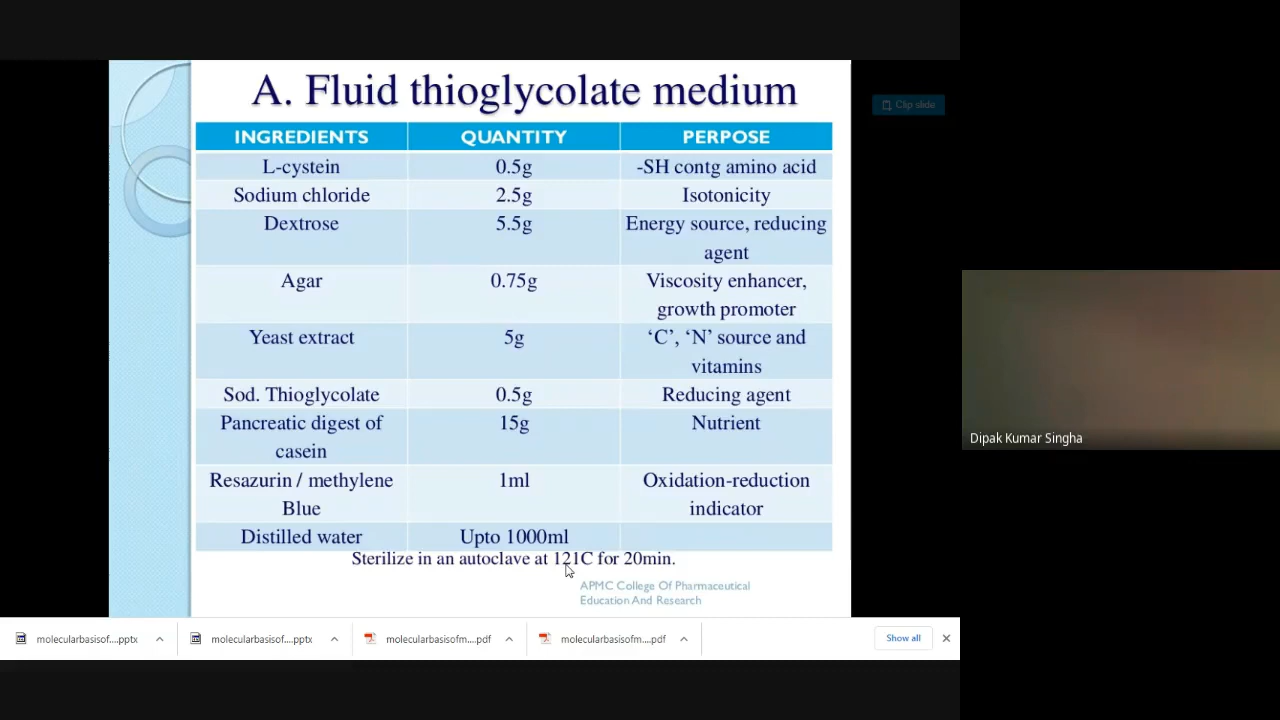 A. Fluid thioglycolate medium
Clip slide
INGREDIENTS QUANTITY PERPOSE
L-cystein 0.5g -SH contg amino acid
Sodium chloride 2.5g Isotonicity
Dextrose 5.5g Energy source, reducing
agent
Agar 0.75g Viscosity enhancer,
growth promoter
Yeast extract 5g ‘C’, ‘N’ source and
vitamins
Sod. Thioglycolate 0.5g Reducing agent
Pancreatic digest of 15g Nutrient
casein
Resazurin / methylene 1ml Oxidation-reduction
Blue indicator
Distilled water Upto 1000ml
Sterilize in an autoclave at 121C for 20min.
APMC College Of Pharmaceutical
Education And Research
Dipak Kumar Singha
molecularbasisof....pptx molecularbasisof....pptx molecularbasisofm....pdf molecularbasisofm....pdf Show all